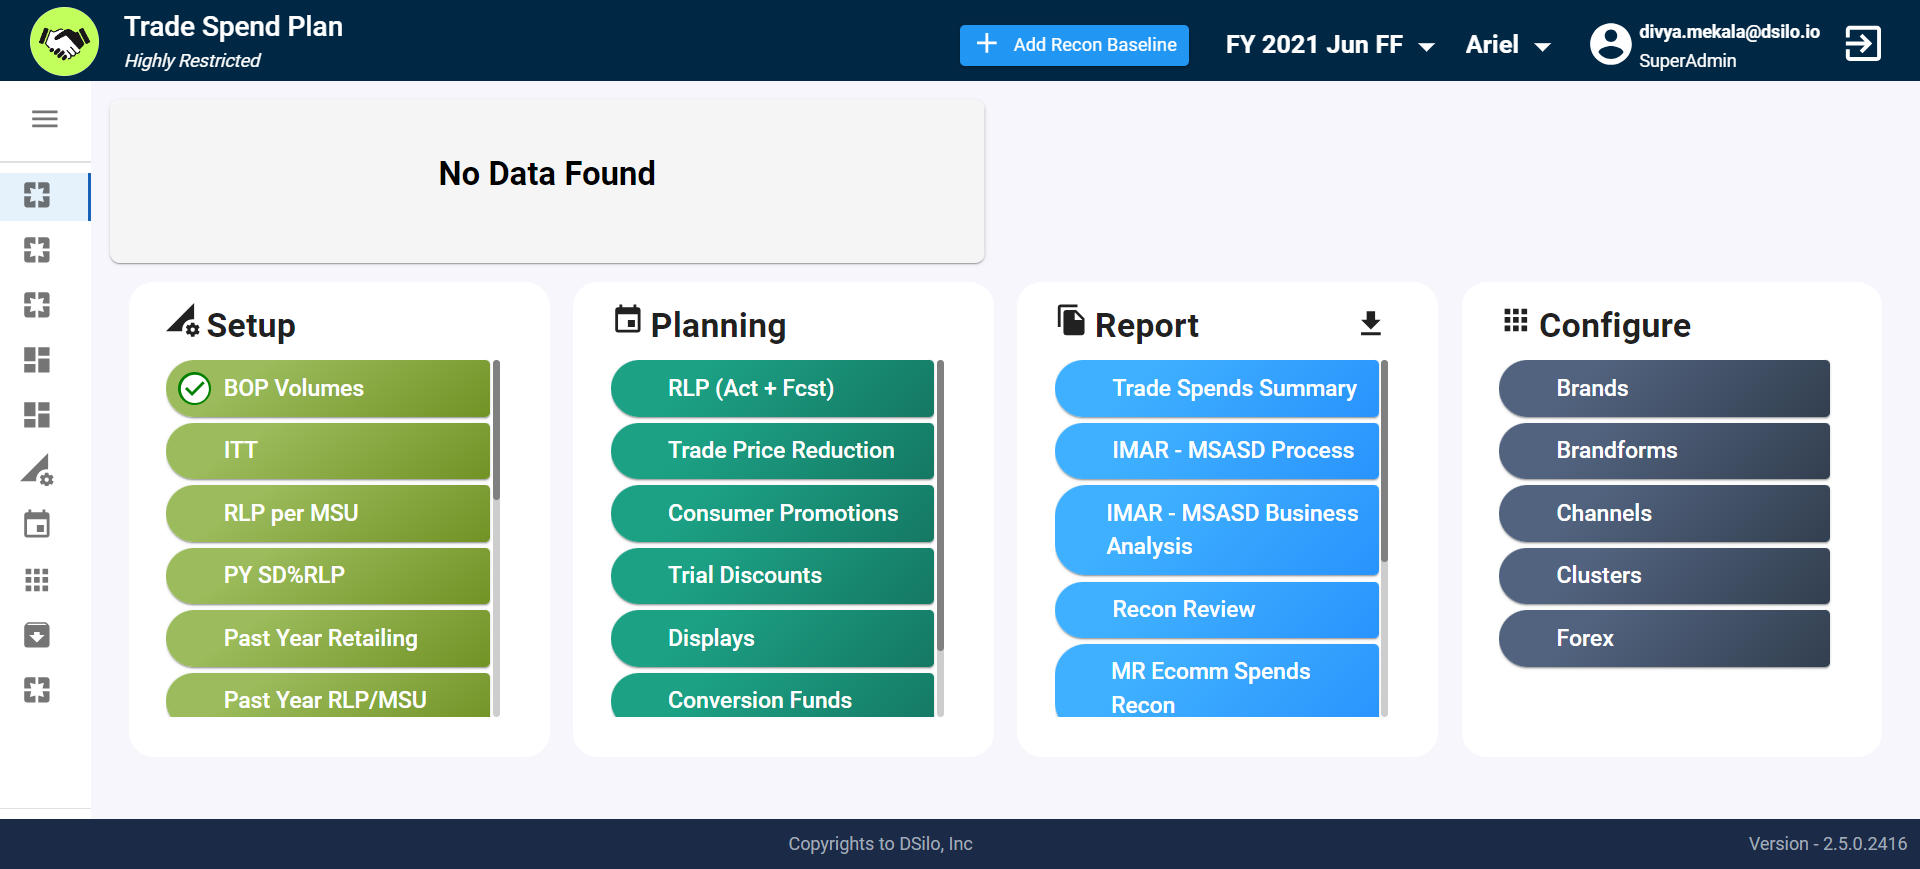 Trade Spend Plan
Highly Restricted
Add Recon Baseline
FY 2021 Jun FF
Ariel
divya.mekala@dsilo.io
SuperAdmin
No Data Found
Setup
BOP Volumes
ITT
RLP per MSU
PY SD%RLP
Past Year Retailing
Past Year RLP/MSU
Planning
RLP (Act + Fcst)
Trade Price Reduction
Consumer Promotions
Trial Discounts
Displays
Conversion Funds
Report
Trade Spends Summary
IMAR - MSASD Process
IMAR - MSASD Business
Analysis
Recon Review
MR Ecomm Spends
Recon
Configure
Brands
Brandforms
Channels
Clusters
Forex
Copyrights to DSilo, Inc
Version - 2.5.0.2416